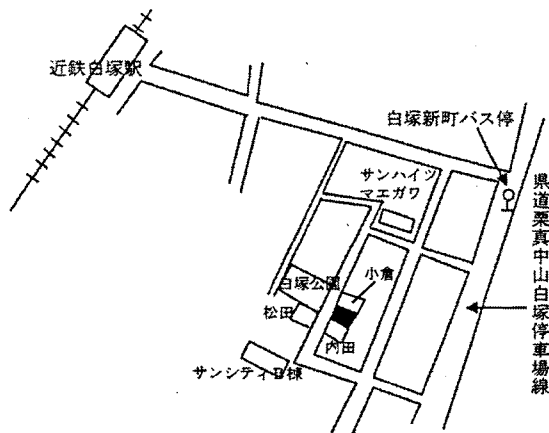 近鉄白塚駅
白塚新町バス停
サンハイツ
マエガワ
県道栗真中山白塚停車場線
小倉
白塚公園
松田
内田
サンシティB棟